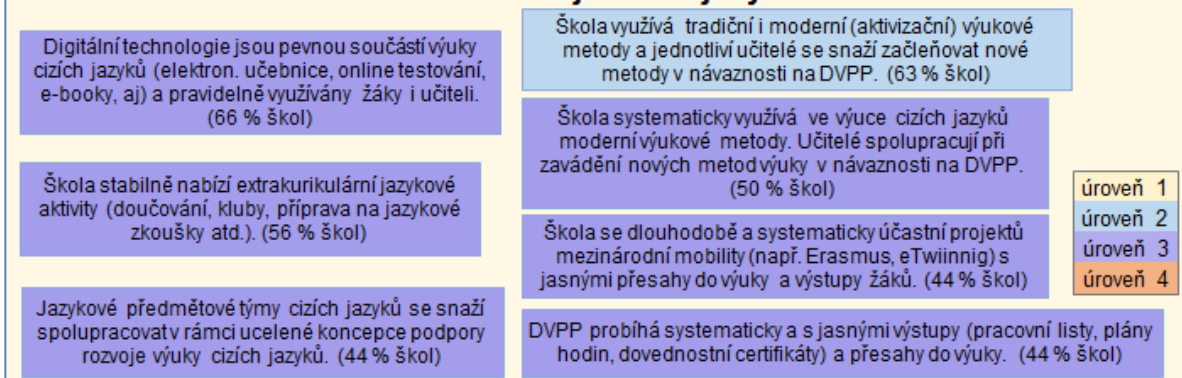 Digitální technologie jsou pevnou součástí výuky
cizích jazyků (elektron. učebnice, online testování,
e-booky, aj) a pravidelně využívány žáky i učiteli.
(66 % škol)
Škola stabilně nabízí extrakurikulární jazykové
aktivity (doučování, kluby, příprava na jazykové
zkoušky atd.). (56 % škol)
Jazykové předmětové týmy cizích jazyků se snaží
spolupracovat v rámci ucelené koncepce podpory
rozvoje výuky cizích jazyků. (44 % škol)
Škola využívá tradiční i moderní (aktivizační) výukové
metody a jednotliví učitelé se snaží začleňovat nové
metody v návaznosti na DVPP. (63 % škol)
Škola systematicky využívá ve výuce cizích jazyků
moderní výukové metody. Učitelé spolupracují při
zavádění nových metod výuky v návaznosti na DVPP.
(50 % škol)
Škola se dlouhodobě a systematicky účastní projektů
mezinárodní mobility (např. Erasmus, eTwiinnig) s
jasnými přesahy do výuky a výstupy žáků. (44 % škol)
DVPP probíhá systematicky a s jasnými výstupy (pracovní listy, plány
hodin, dovednostní certifikáty) a přesahy do výuky. (44 % škol)
úroveň 1
úroveň 2
úroveň 3
úroveň 4